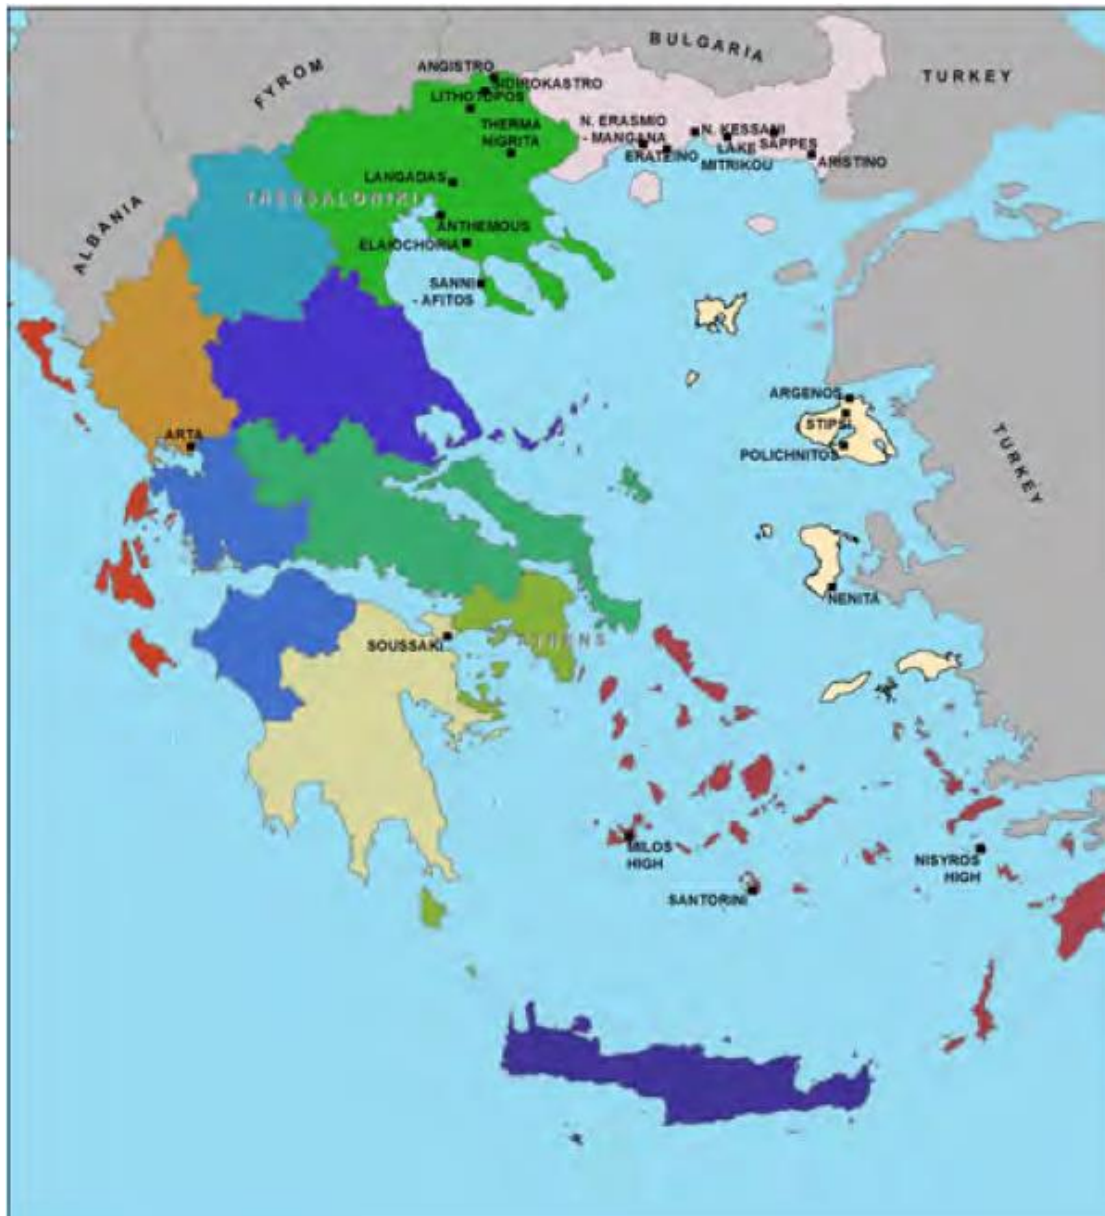 BULGARIA
FYROM
TURKEY
ANGISTRO
SIDIROKASTRO
LITHOTOPOS
THERMA
NIGRITA
N. ERASMIO
- MANGANA
ERATEINO
N. KESSANI
LAKE
MITRIKOU
SAPPES
ARISTINO
LANGADAS
THESSALONIKI
ALBANIA
ANTHEMOUS
ELAIOCHORIA
SANNI
- AFITOS
ARGENOS
STIPSI
POLICHNITOS
TURKEY
ARTA
NENITA
SOUSSAKI
ATHENS
MILOS
HIGH
NISYROS
HIGH
SANTORINI